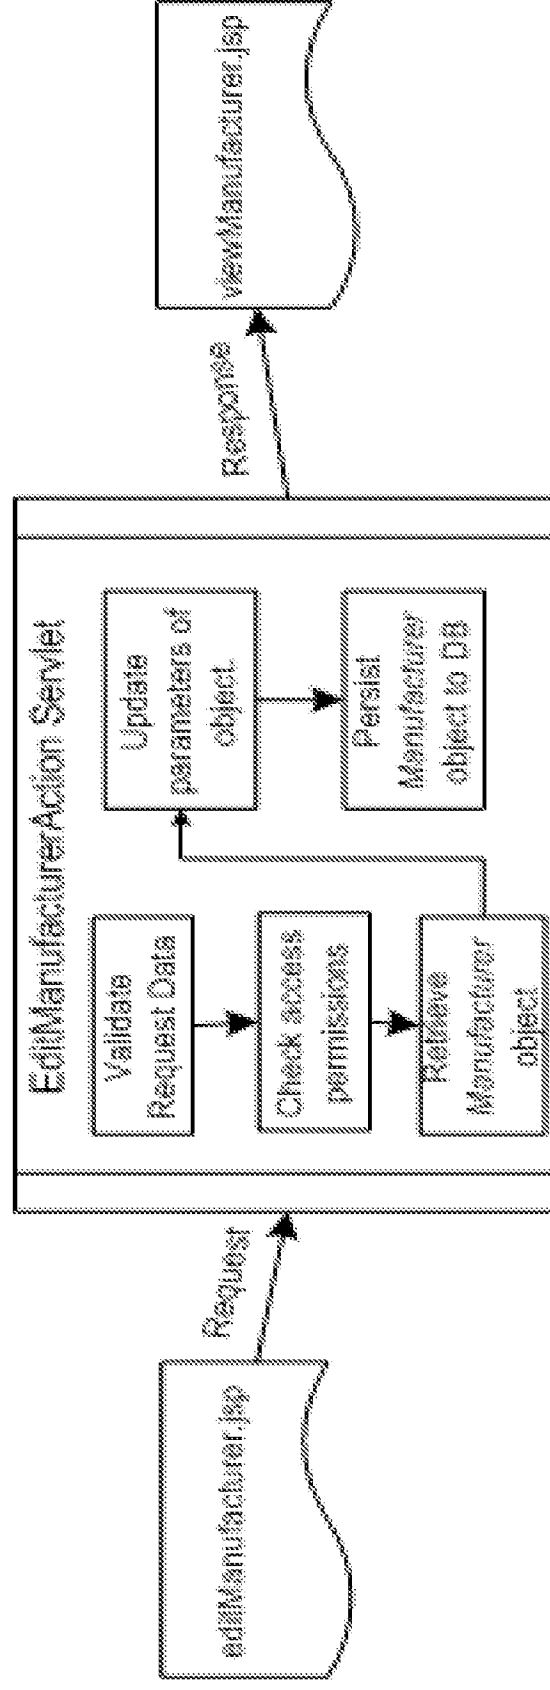 editManufacturer.jsp
Request
EditManufacturerAction Servlet
Validate
Request Data
Check access
permissions
Retrieve
Manufacturer
object
Update
parameters of
object.
Persist
Manufacturer
object to DB
Response
viewManufacturer.jsp